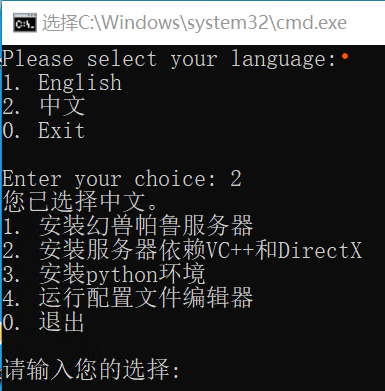 选择C:\Windows\system32\cmd.exe
Please select your language:
1. English
2. 中文
0. Exit
Enter your choice: 2
您已选择中文。
1. 安装幻兽帕鲁服务器
2. 安装服务器依赖VC++和DirectX
3. 安装python环境
4. 运行配置文件编辑器
0. 退出
请输入您的选择: